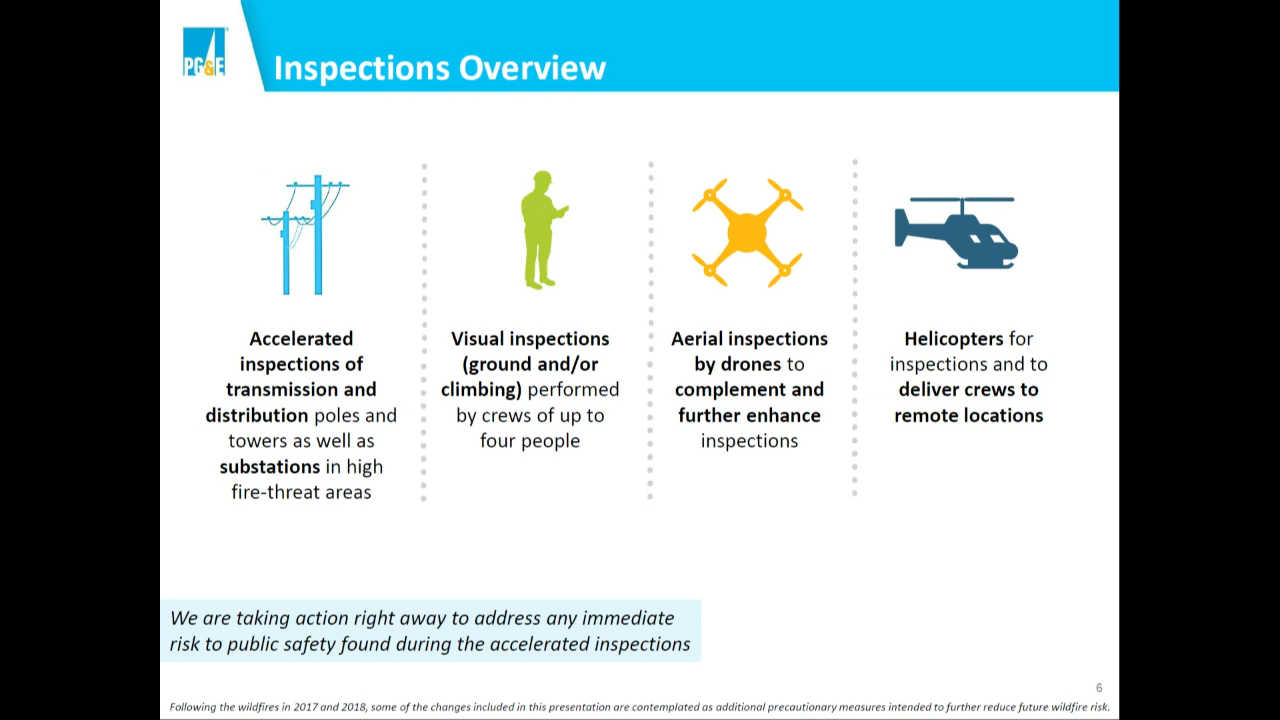 PG&E
Inspections Overview
Accelerated
inspections of
transmission and
distribution poles and
towers as well as
substations in high
fire-threat areas
Visual inspections
(ground and/or
climbing) performed
by crews of up to
four people
Aerial inspections
by drones to
complement and
further enhance
inspections
Helicopters for
inspections and to
deliver crews to
remote locations
We are taking action right away to address any immediate
risk to public safety found during the accelerated inspections
6
Following the wildfires in 2017 and 2018, some of the changes included in this presentation are contemplated as additional precautionary measures intended to further reduce future wildfire risk.